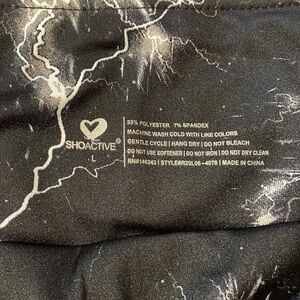 SHOACTIVE®
L
93% POLYESTER 7% SPANDEX
MACHINE WASH COLD WITH LIKE COLORS
GENTLE CYCLE | HANG DRY | DO NOT BLEACH
DO NOT USE SOFTENER | DO NOT IRON | DO NOT DRY CLEAN
RN#146343 | STYLE#R20L06-4076 | MADE IN CHINA